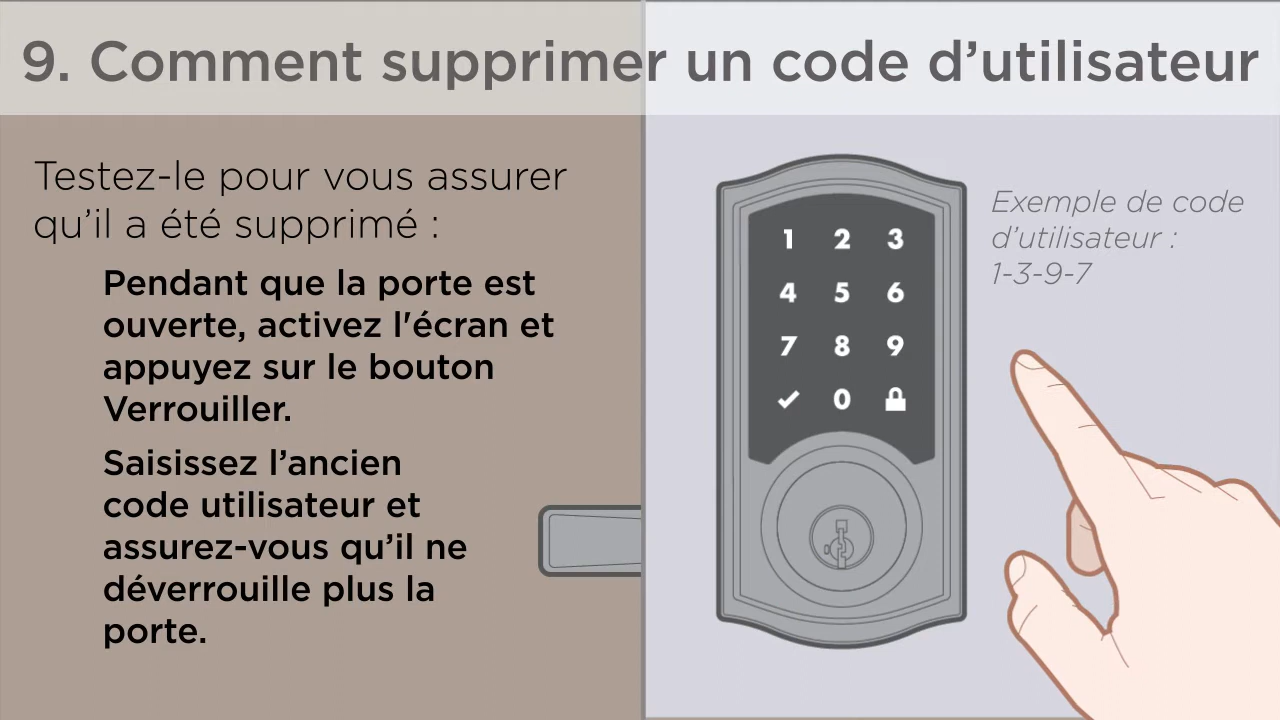 9. Comment supprimer un code d’utilisateur
Testez-le pour vous assurer
qu’il a été supprimé :
Pendant que la porte est
ouverte, activez l'écran et
appuyez sur le bouton
Verrouiller.
Saisissez l’ancien
code utilisateur et
assurez-vous qu’il ne
déverrouille plus la
porte.
1 2 3
4 5 6
7 8 9
0
Exemple de code
d’utilisateur :
1-3-9-7